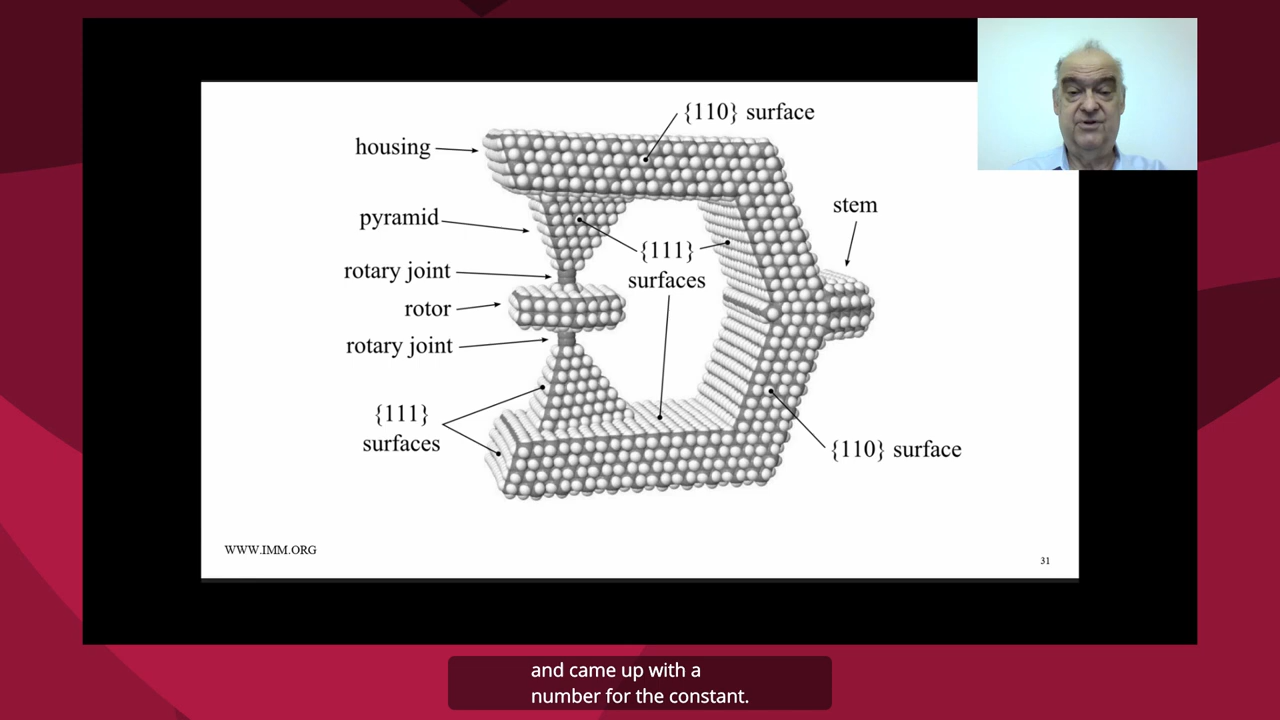 {110} surface
housing
stem
pyramid
{111}
surfaces
rotary joint
rotor
rotary joint
{111}
surfaces
{110} surface
WWW.IMM.ORG
31
and came up with a
number for the constant.